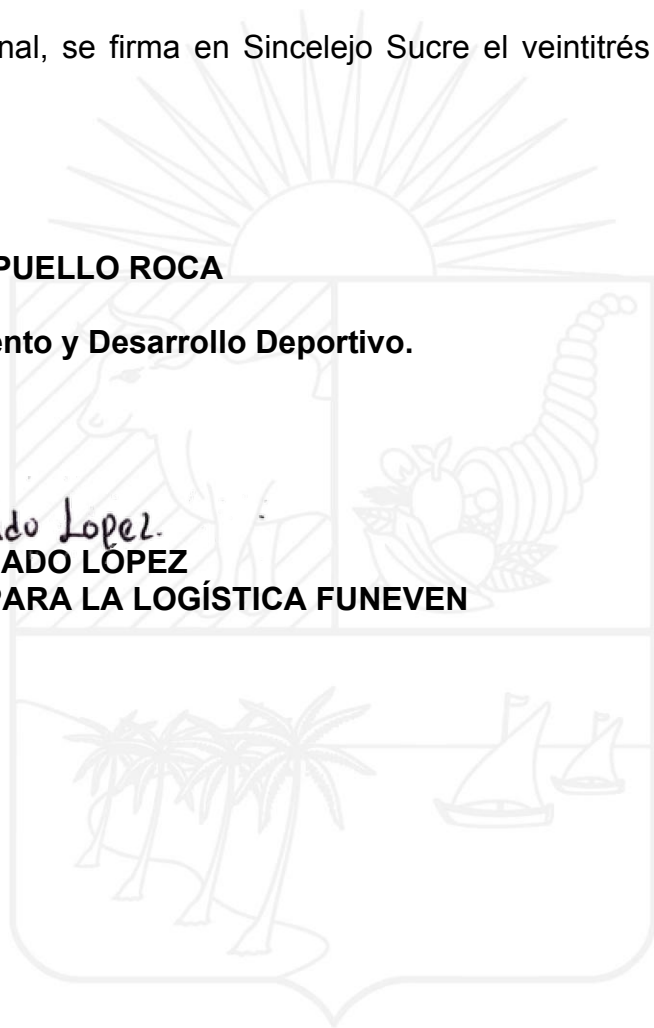 nal, se firma en Sincelejo Sucre el veintitrés
PUELLO ROCA
ento y Desarrollo Deportivo.
do Lopez.
ADO LÓPEZ
PARA LA LOGÍSTICA FUNEVEN